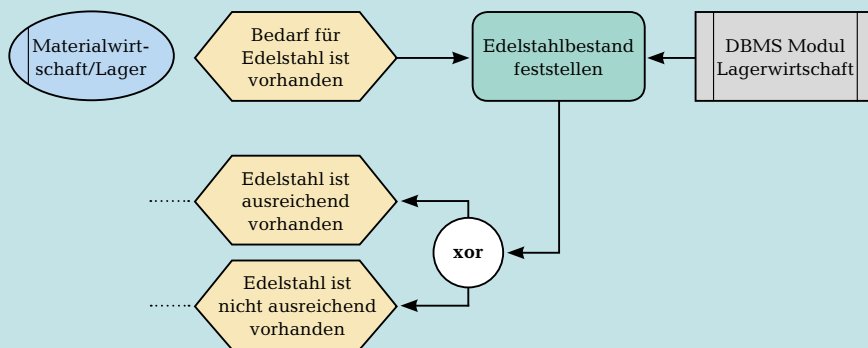 Materialwirt-
schaft/Lager
Bedarf für
Edelstahl ist
vorhanden
Edelstahlbestand
feststellen
DBMS Modul
Lagerwirtschaft
Edelstahl ist
ausreichend
vorhanden
xor
Edelstahl ist
nicht ausreichend
vorhanden